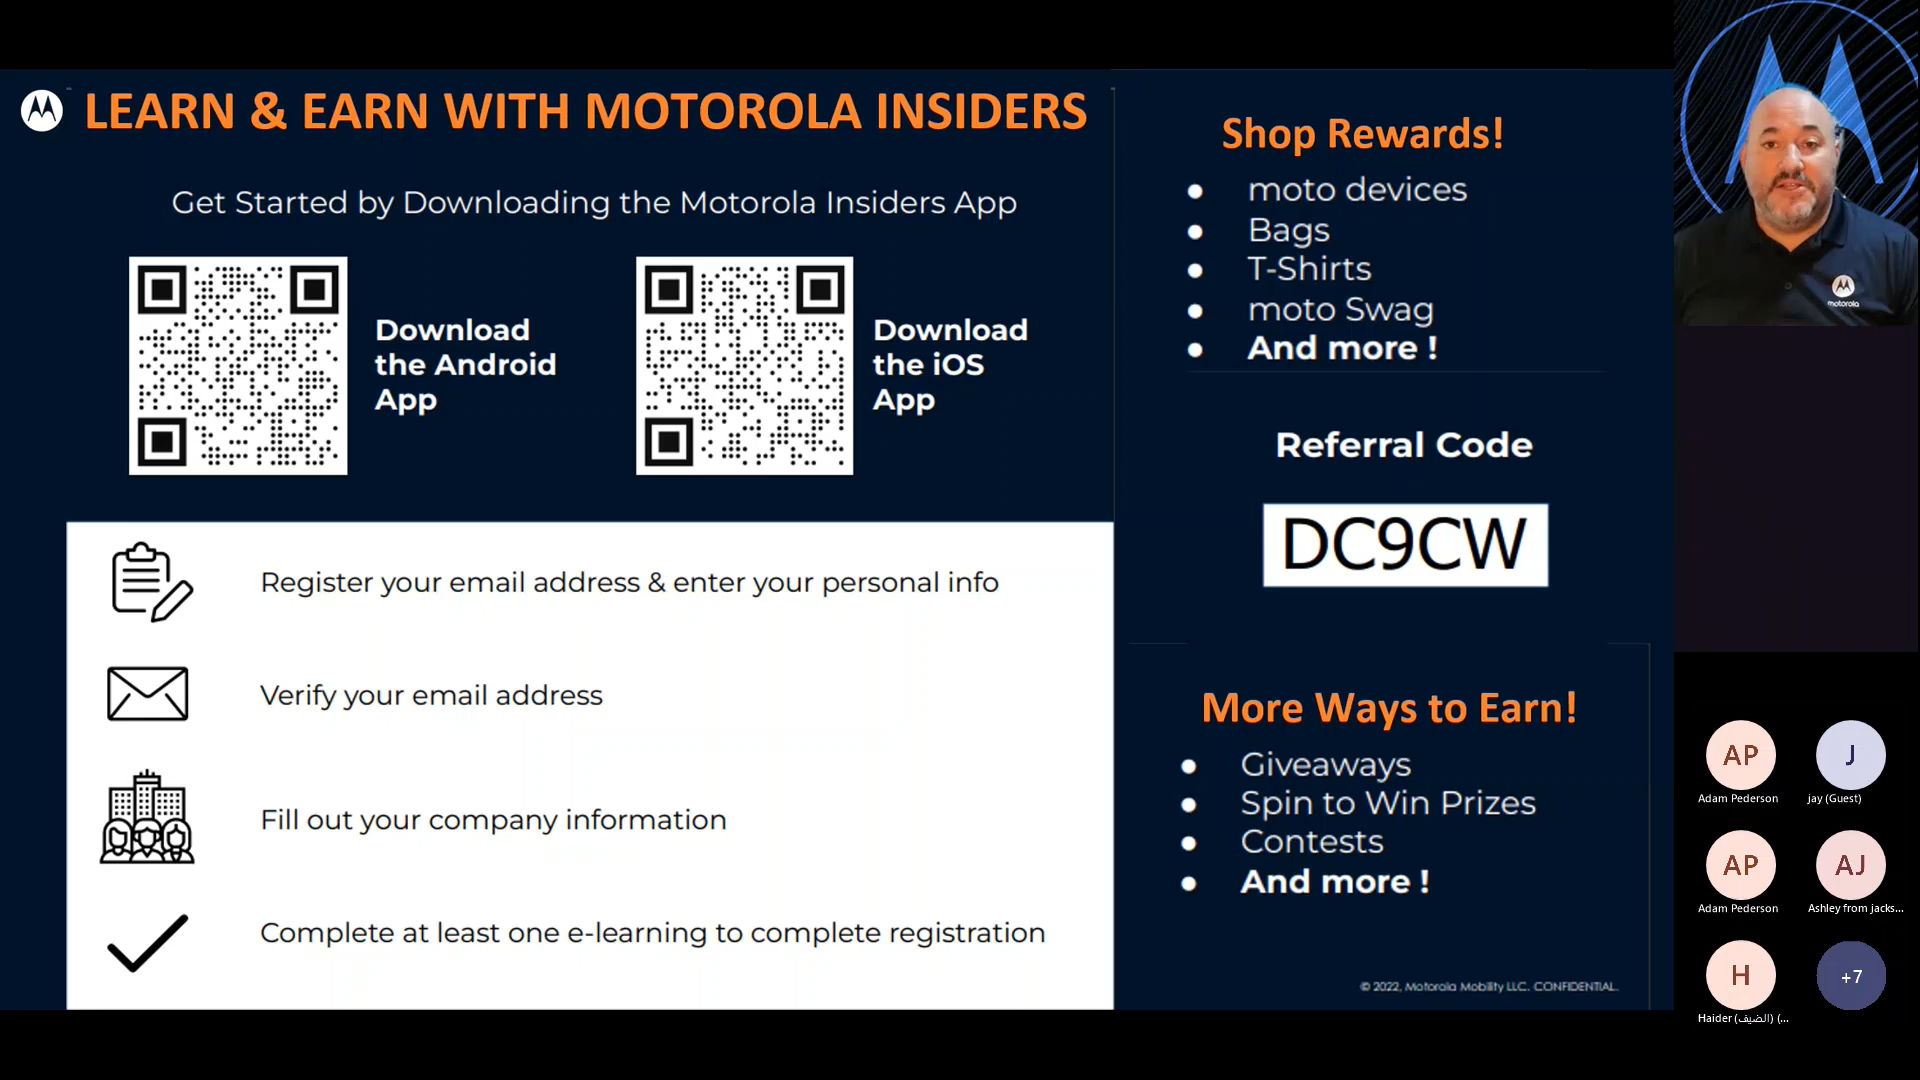 LEARN & EARN WITH MOTOROLA INSIDERS
Get Started by Downloading the Motorola Insiders App
Download
the Android
App
Download
the iOS
App
Register your email address & enter your personal info
Verify your email address
Fill out your company information
Complete at least one e-learning to complete registration
Shop Rewards!
● moto devices
● Bags
● T-Shirts
● moto Swag
● And more !
Referral Code
DC9CW
More Ways to Earn!
● Giveaways
● Spin to Win Prizes
● Contests
● And more !
© 2022, Motorola Mobility LLC. CONFIDENTIAL.
motorola
AP
Adam Pederson
J
jay (Guest)
AP
Adam Pederson
AJ
Ashley from jacks...
H
Haider (الضيف) (...
+7